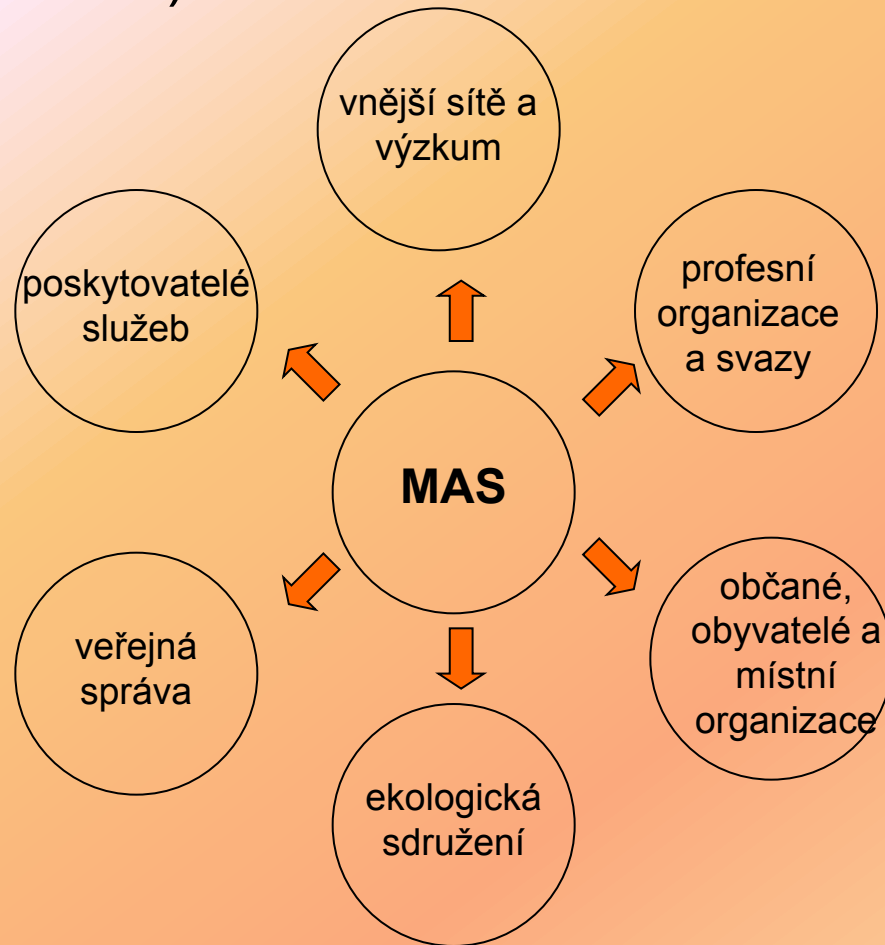 vnější sítě a
výzkum
poskytovatelé
služeb
profesní
organizace
a svazy
MAS
veřejná
správa
občané,
obyvatelé a
místní
organizace
ekologická
sdružení